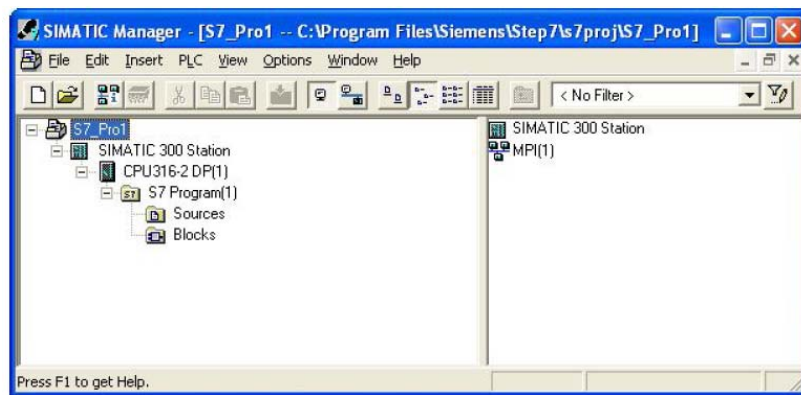 SIMATIC Manager - [S7_Pro1 -- C:\Program Files\Siemens\Step7\s7proj\S7_Pro1]
File Edit Insert PLC View Options Window Help
< No Filter >
S7_Pro1
SIMATIC 300 Station
CPU316-2 DP(1)
S7 Program(1)
Sources
Blocks
SIMATIC 300 Station
MPI(1)
Press F1 to get Help.